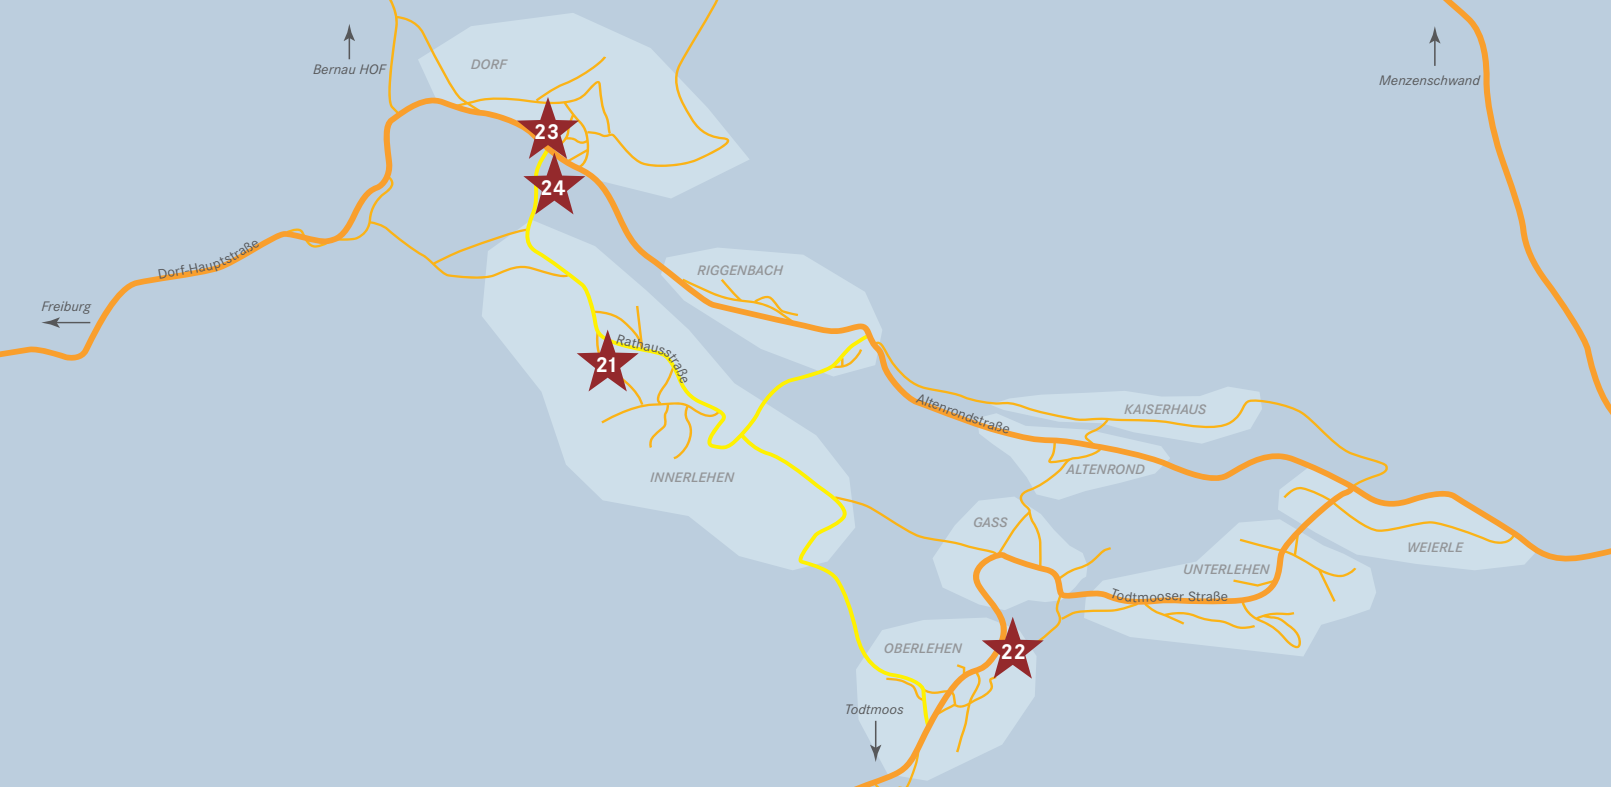 Bernau HOF
DORF
Menzenschwand
23
24
Dorf-Hauptstraße
RIGGENBACH
Freiburg
Rathausstraße
21
Altenrondstraße
KAISERHAUS
ALTENROND
INNERLEHEN
GASS
WEIERLE
UNTERLEHEN
Todtmooser Straße
OBERLEHEN
22
Todtmoos